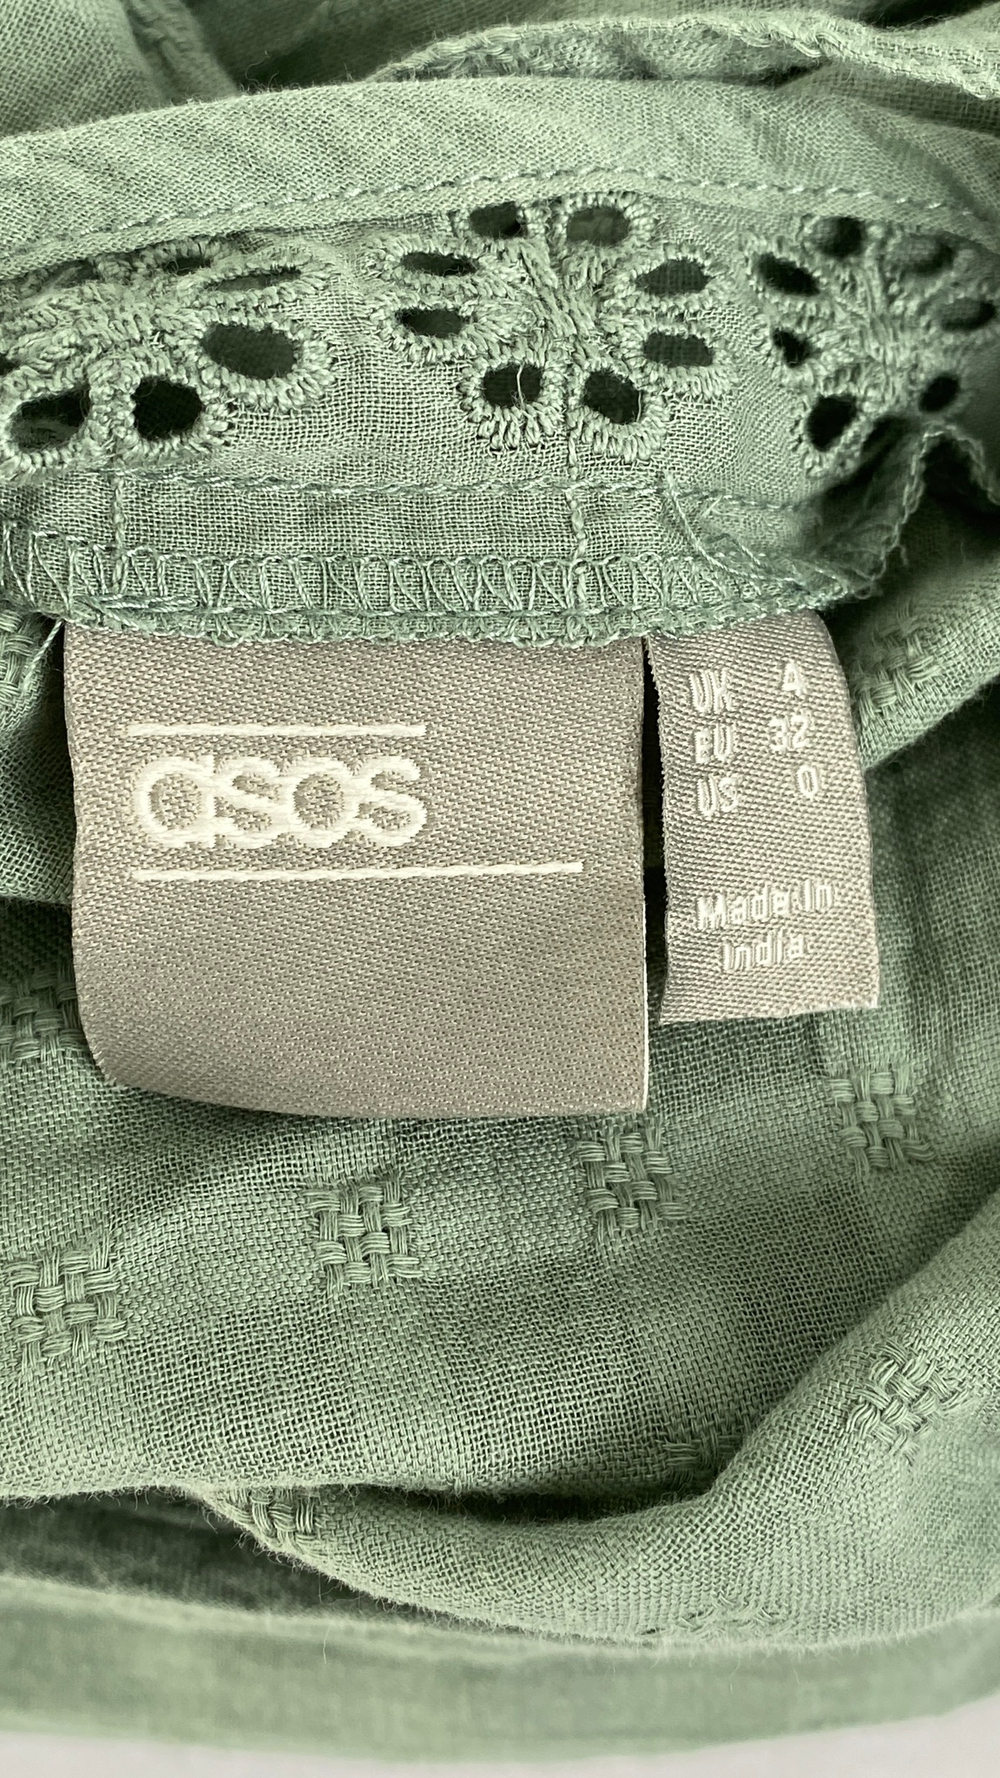 asos
UK 4
EU 32
US 0
Made In
India